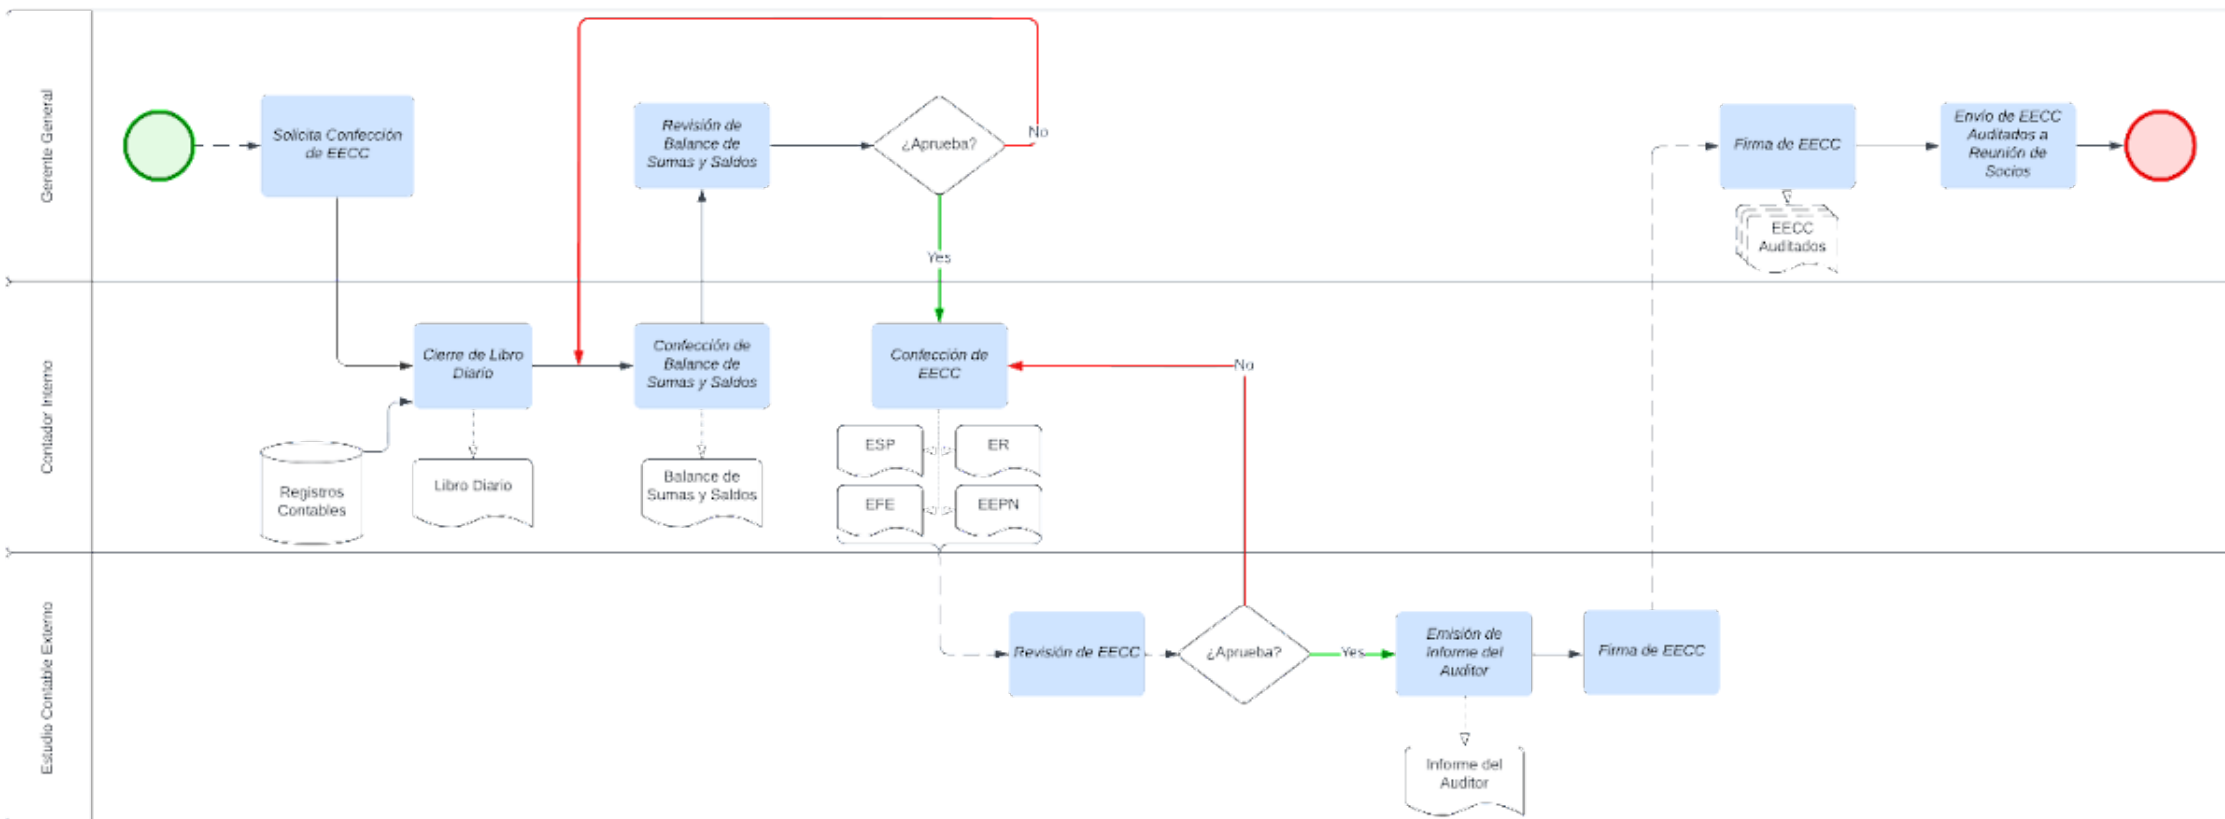 Gerente General
Solicita Confección
de EECC
Revisión de
Balance de
Sumas y Saldos
¿Aprueba?
No
Yes
Firma de EECC
EECC
Auditados
Envío de EECC
Auditados a
Reunión de
Socios
Contador Interno
Cierre de Libro
Diario
Registros
Contables
Libro Diario
Confección de
Balance de
Sumas y Saldos
Balance de
Sumas y Saldos
Confección de
EECC
ESP
ER
EFE
EEPN
No
Estudio Contable Externo
Revisión de EECC
¿Aprueba?
Yes
Emisión de
Informe del
Auditor
Informe del
Auditor
Firma de EECC